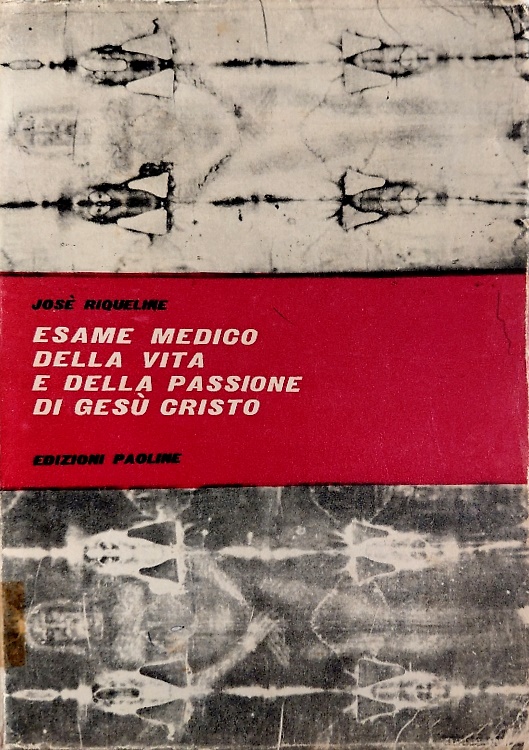 JOSÈ RIQUELME
ESAME MEDICO
DELLA VITA
E DELLA PASSIONE
DI GESÙ CRISTO
EDIZIONI PAOLINE